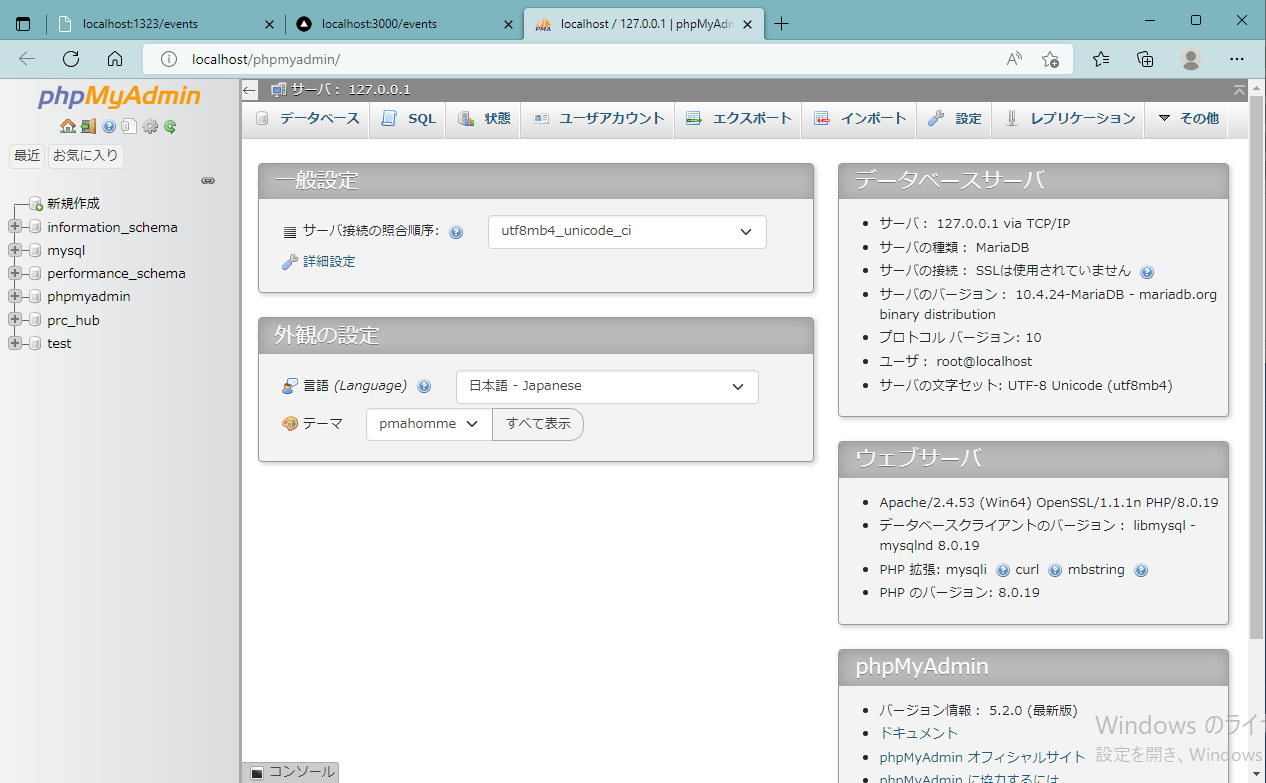 localhost:1323/events
localhost:3000/events
localhost / 127.0.0.1 | phpMyAdm
localhost/phpmyadmin/
phpMyAdmin
最近 お気に入り
新規作成
information_schema
mysql
performance_schema
phpmyadmin
prc_hub
test
サーバ： 127.0.0.1
データベース SQL 状態 ユーザアカウント エクスポート インポート 設定 レプリケーション その他
一般設定
サーバ接続の照合順序: utf8mb4_unicode_ci
詳細設定
外観の設定
言語 (Language) 日本語 - Japanese
テーマ pmahomme すべて表示
データベースサーバ
サーバ： 127.0.0.1 via TCP/IP
サーバの種類： MariaDB
サーバの接続： SSLは使用されていません
サーバのバージョン： 10.4.24-MariaDB - mariadb.org
binary distribution
プロトコル バージョン: 10
ユーザ： root@localhost
サーバの文字セット: UTF-8 Unicode (utf8mb4)
ウェブサーバ
Apache/2.4.53 (Win64) OpenSSL/1.1.1n PHP/8.0.19
データベースクライアントのバージョン： libmysql -
mysqlnd 8.0.19
PHP 拡張: mysqli curl mbstring
PHP のバージョン: 8.0.19
phpMyAdmin
バージョン情報： 5.2.0 (最新版)
ドキュメント
phpMyAdmin オフィシャルサイト
phpMyAdmin に協力するには
Windows のライ
設定を開き、Windows
コンソール